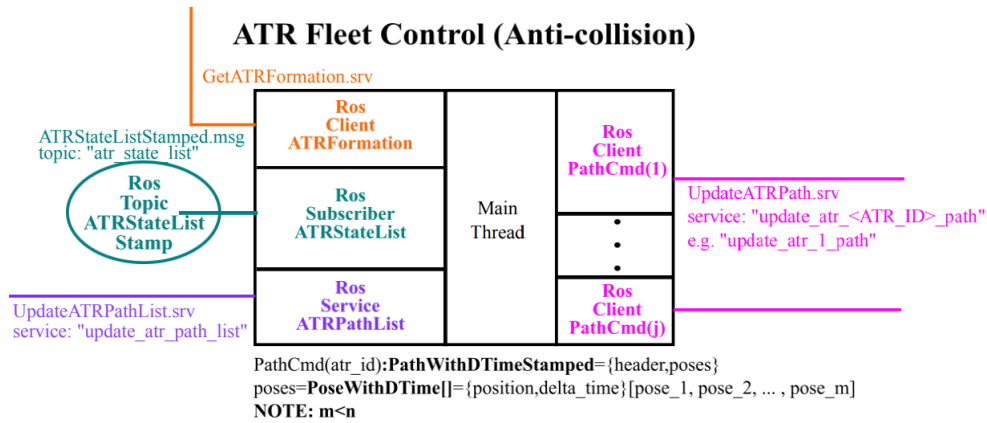 ATR Fleet Control (Anti-collision)
GetATRFormation.srv
Ros
Client
ATRFormation
ATRStateListStamped.msg
topic: "atr_state_list"
Ros
Topic
ATRStateList
Stamp
Ros
Subscriber
ATRStateList
UpdateATRPathList.srv
service: "update_atr_path_list"
Ros
Service
ATRPathList
Main
Thread
Ros
Client
PathCmd(1)
UpdateATRPath.srv
service: "update_atr_<ATR_ID>_path"
e.g. "update_atr_1_path"
Ros
Client
PathCmd(j)
PathCmd(atr_id):PathWithDTimeStamped={header,poses}
poses=PoseWithDTime[]={position,delta_time}[pose_1, pose_2, ... , pose_m]
NOTE: m<n